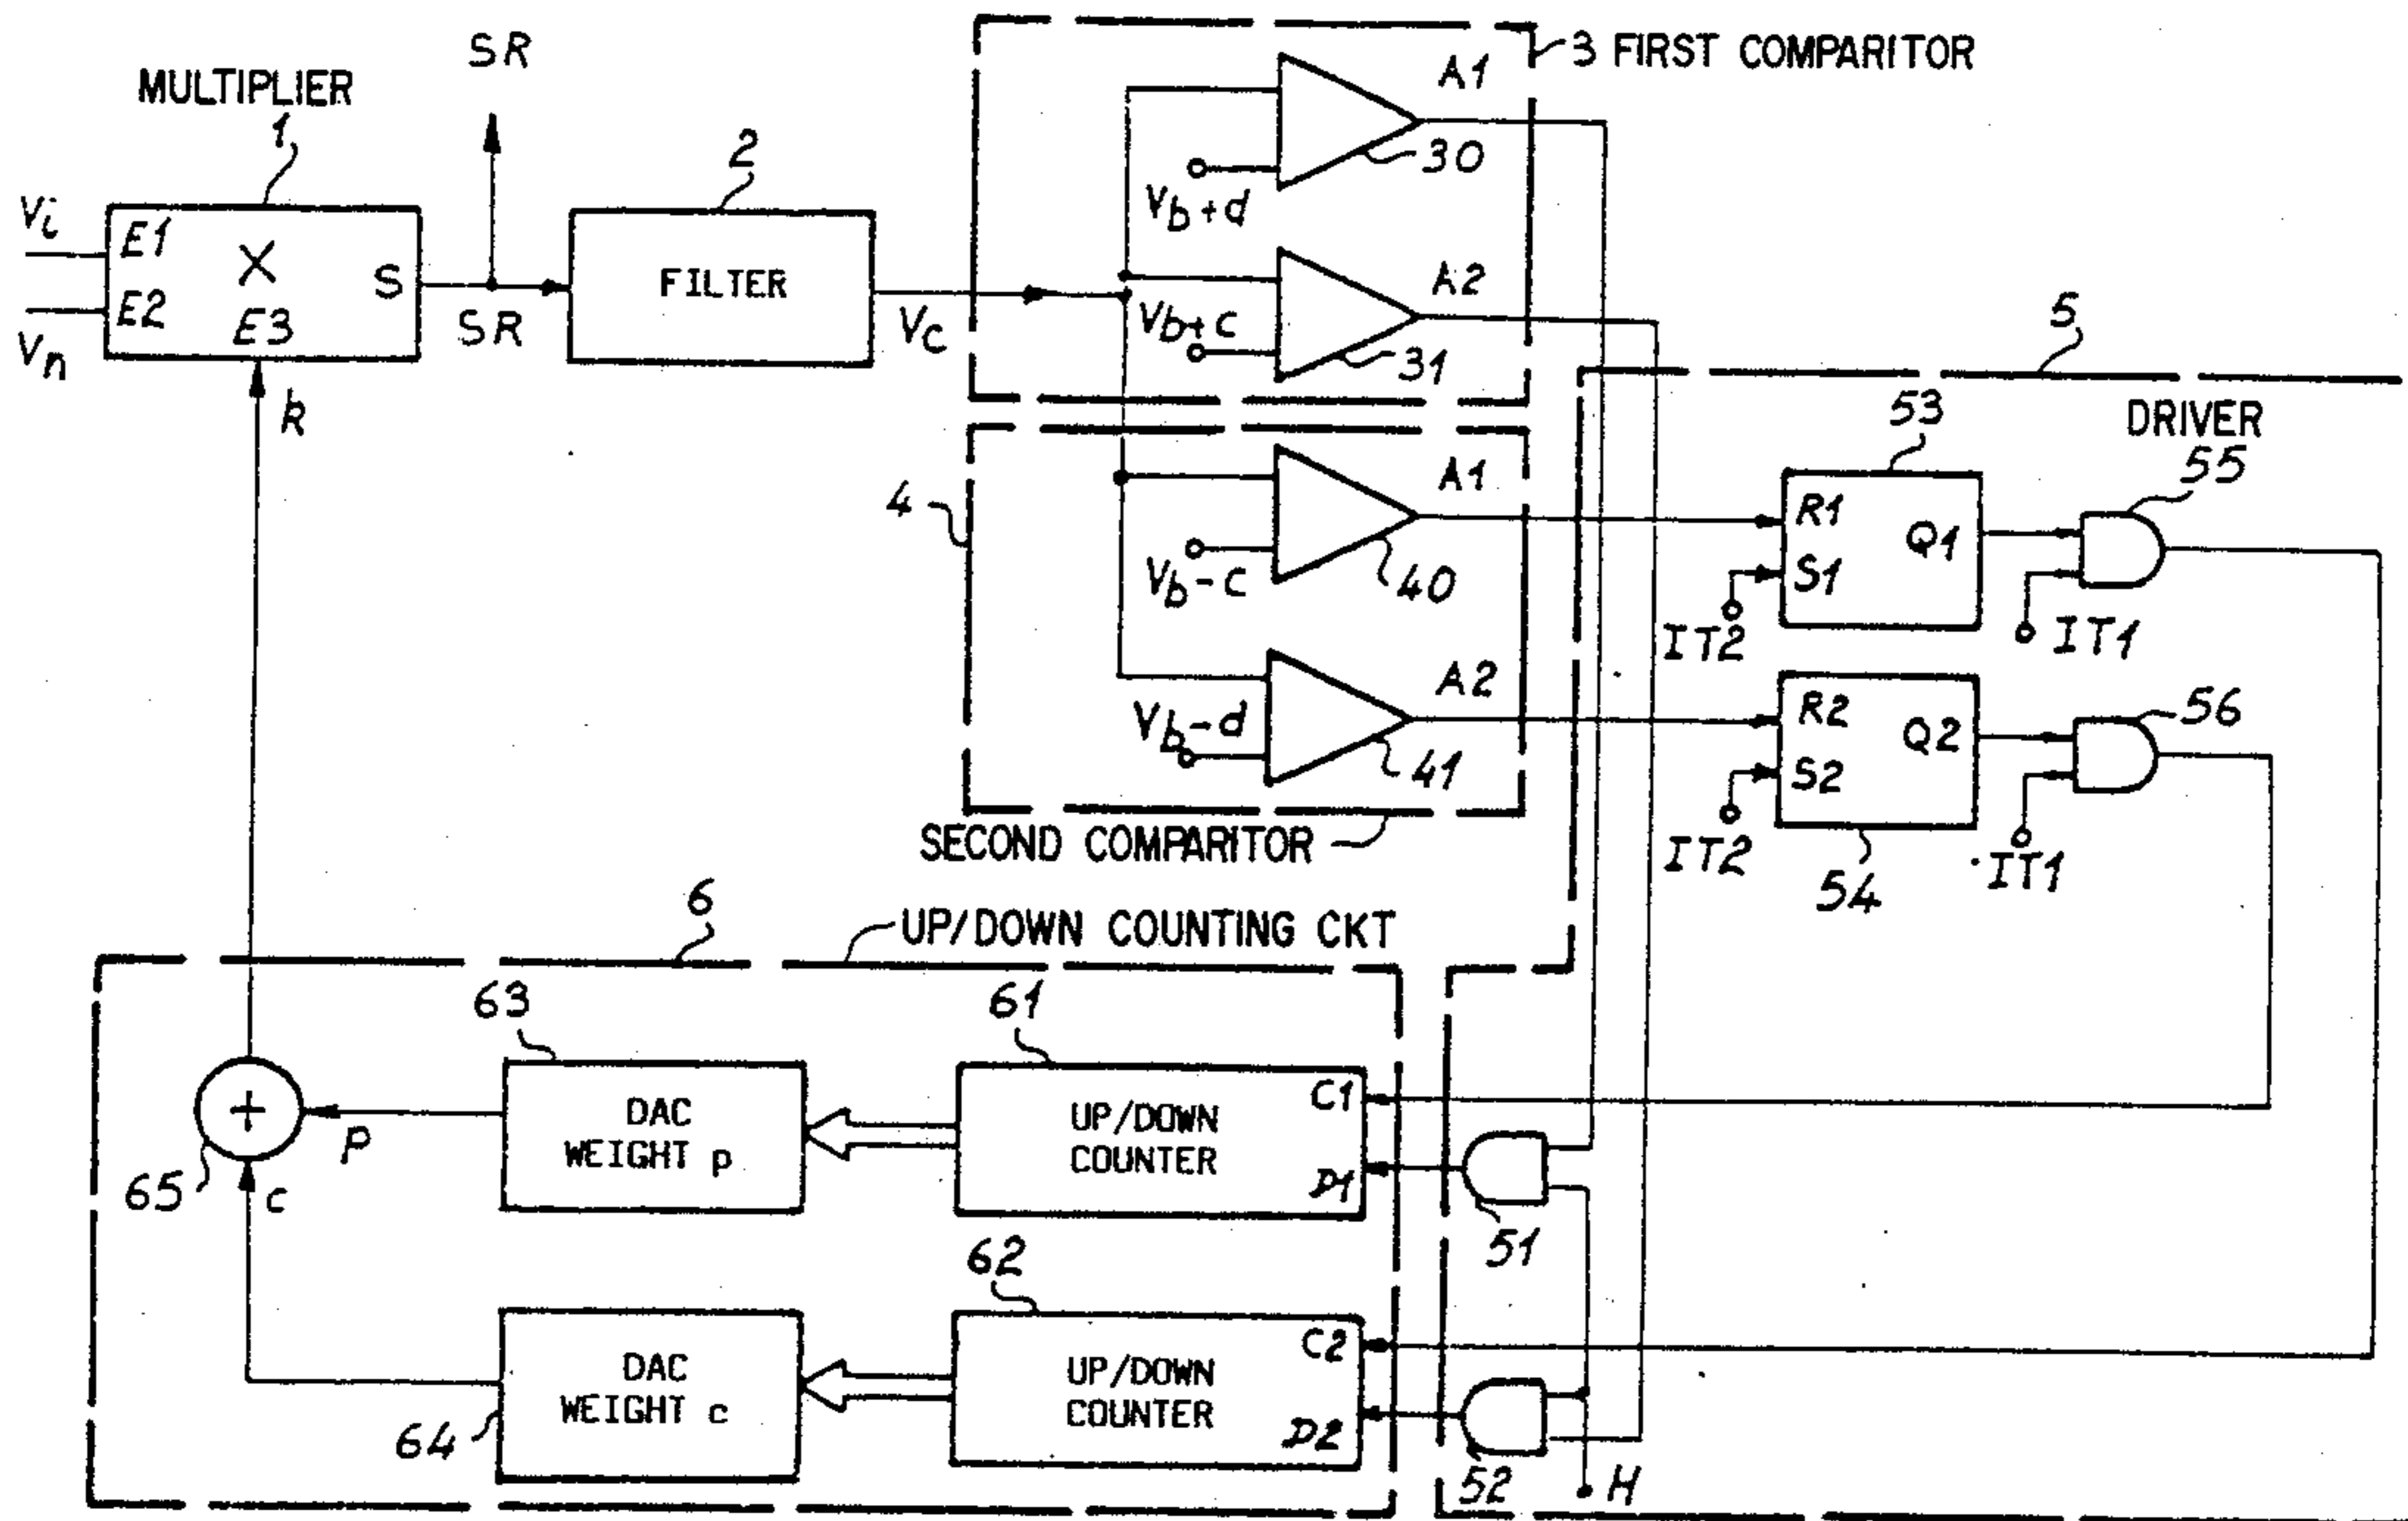 SR
3 FIRST COMPARITOR
MULTIPLIER
1
2
A1
30
Vb+d
Vi
E1
X
S
E2
E3
Vn
SR
FILTER
Vc
A2
Vb+c
31
k
5
DRIVER
53
55
4
A1
40
Vb-c
R1
Q1
S1
IT2
IT1
A2
41
Vb-d
R2
Q2
S2
56
IT2
IT1
54
SECOND COMPARITOR
6
UP/DOWN COUNTING CKT
63
61
+
65
p
DAC
WEIGHT p
UP/DOWN
COUNTER
C1
D1
51
c
62
DAC
WEIGHT c
64
UP/DOWN
COUNTER
C2
D2
52
H